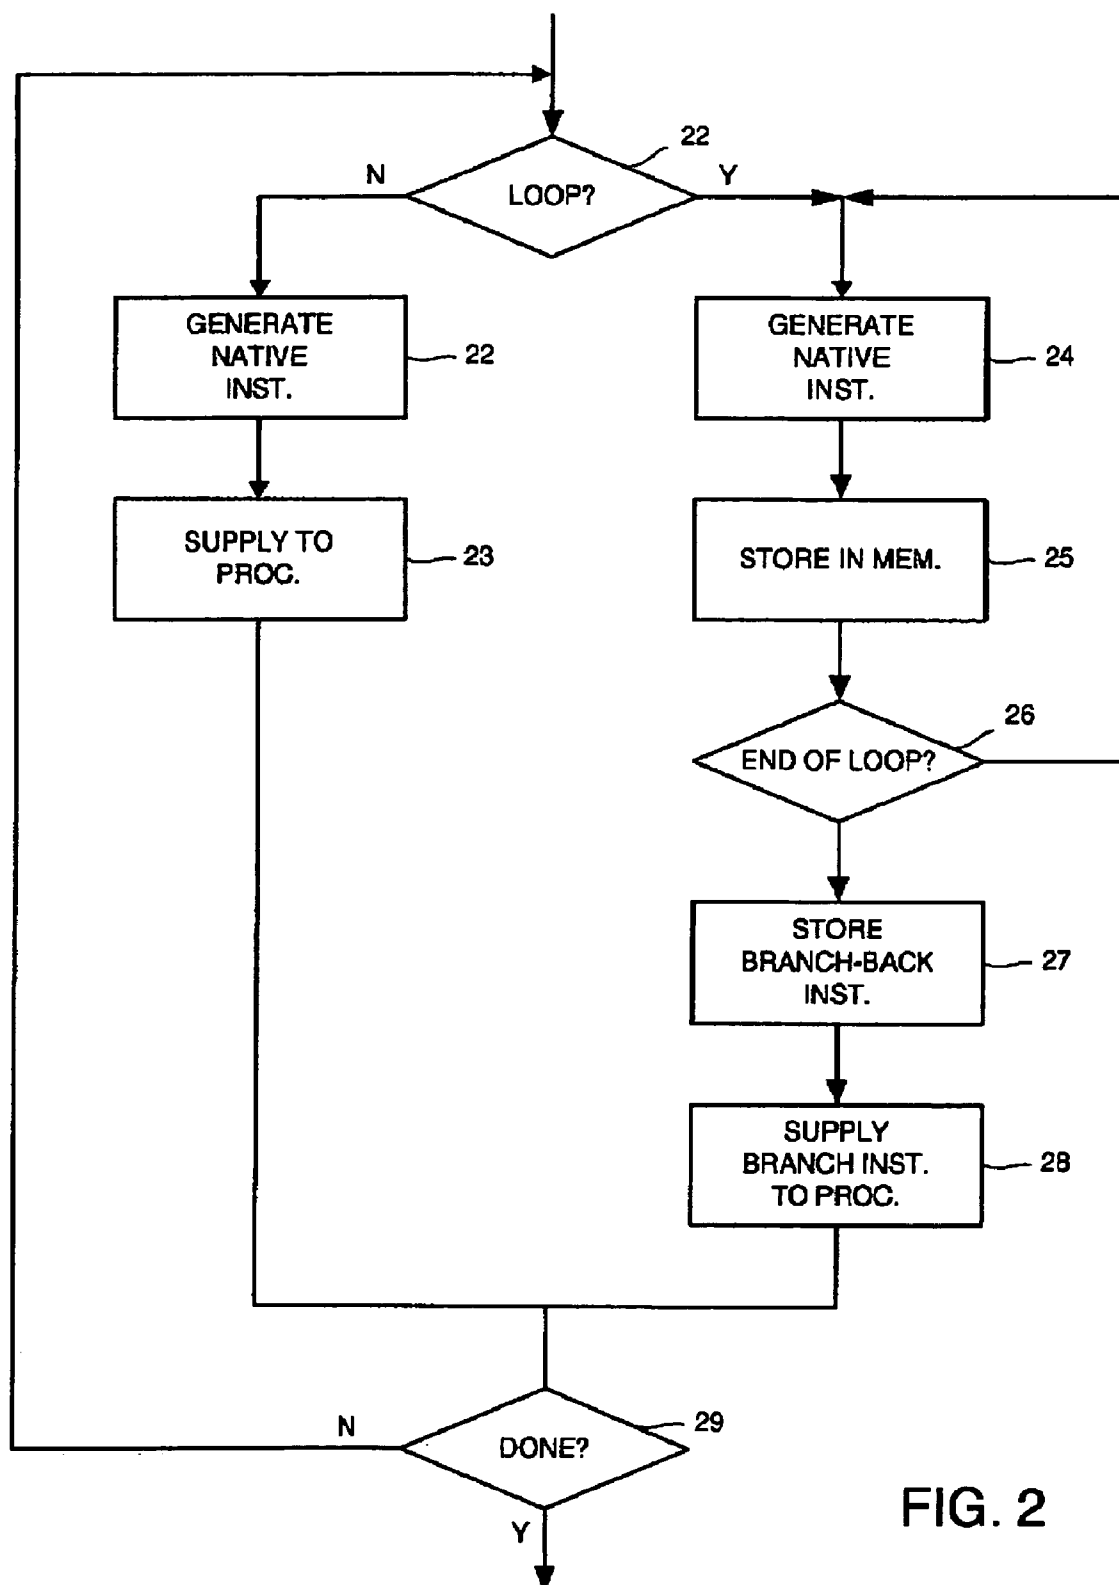 22
N
Y
LOOP?
GENERATE
NATIVE
INST.
22
GENERATE
NATIVE
INST.
24
SUPPLY TO
PROC.
23
STORE IN MEM.
25
26
END OF LOOP?
STORE
BRANCH-BACK
INST.
27
SUPPLY
BRANCH INST.
TO PROC.
28
29
N
DONE?
Y
FIG. 2